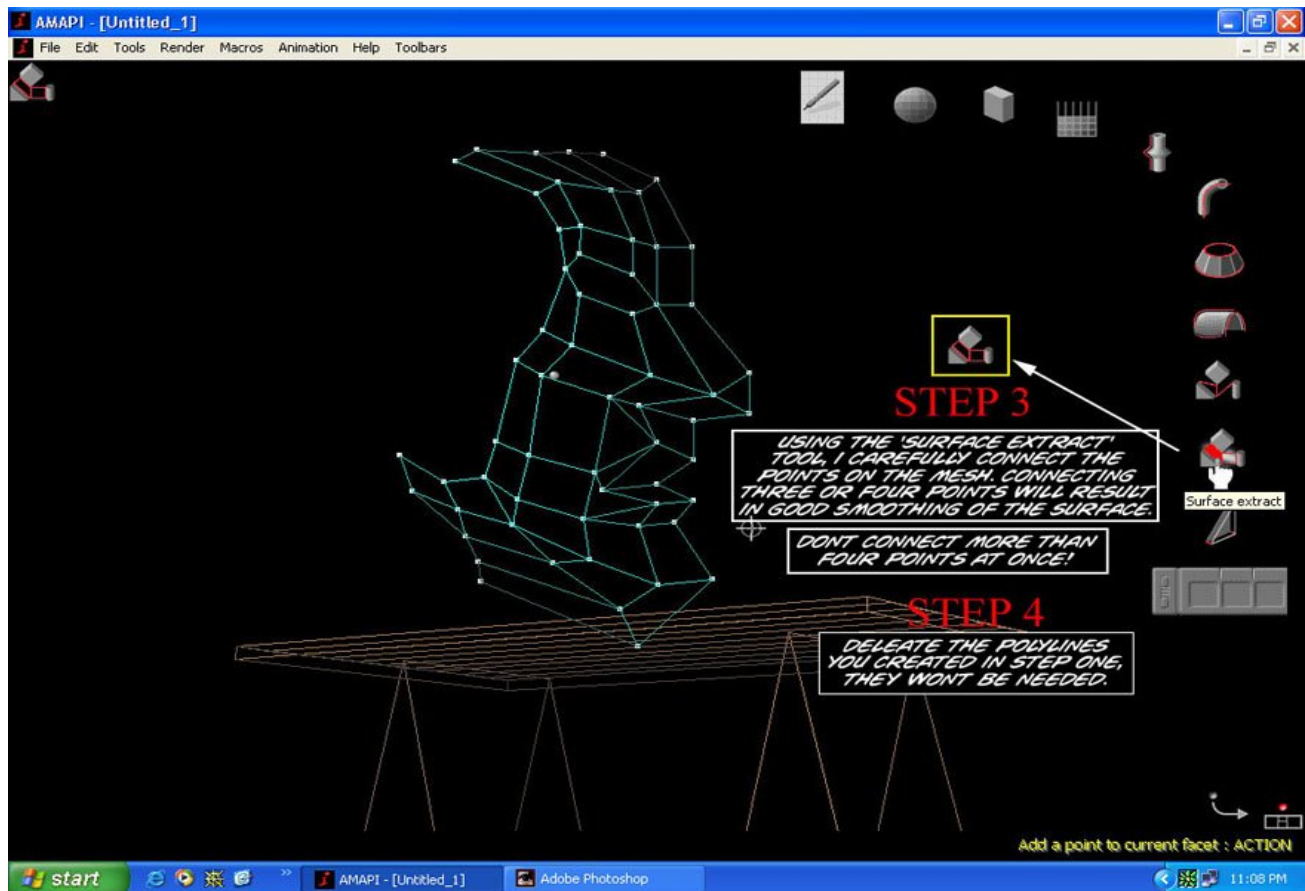 AMAPI - [Untitled_1]
File Edit Tools Render Macros Animation Help Toolbars
STEP 3
USING THE 'SURFACE EXTRACT'
TOOL, I CAREFULLY CONNECT THE
POINTS ON THE MESH. CONNECTING
THREE OR FOUR POINTS WILL RESULT
IN GOOD SMOOTHING OF THE SURFACE.
Surface extract
DONT CONNECT MORE THAN
FOUR POINTS AT ONCE!
STEP 4
DELEATE THE POLYLINES
YOU CREATED IN STEP ONE,
THEY WONT BE NEEDED.
Add a point to current facet : ACTION
start
AMAPI - [Untitled_1]
Adobe Photoshop
11:08 PM